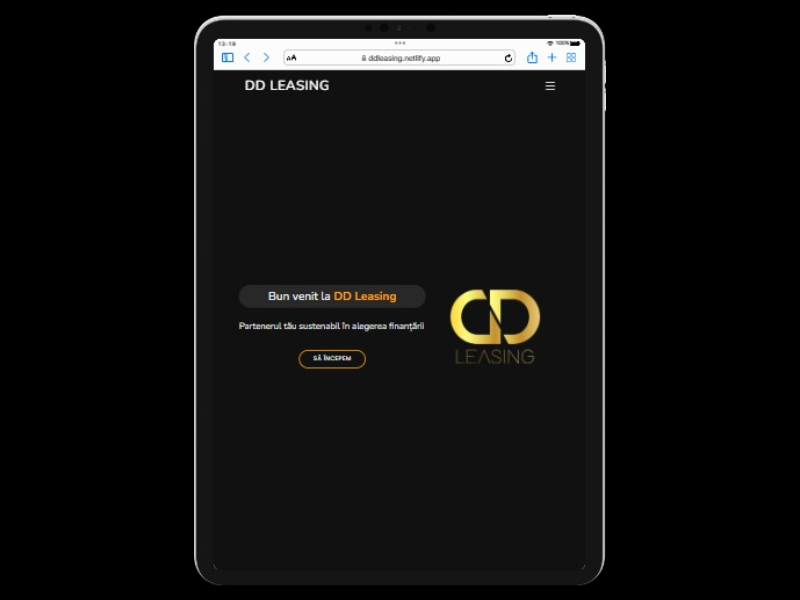 13:19
100%
AA
ddleasing.netlify.app
DD LEASING
Bun venit la DD Leasing
Partenerul tău sustenabil în alegerea finanțării
SĂ ÎNCEPEM
DD
LEASING